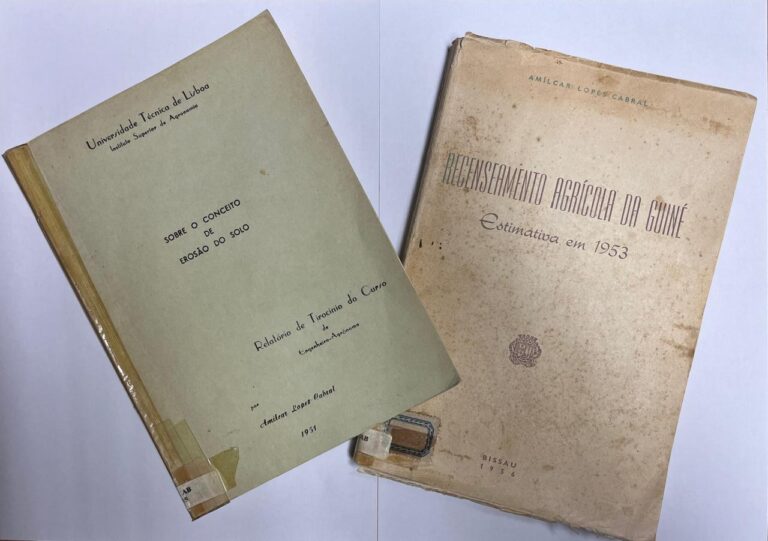 Universidade Técnica de Lisboa
Instituto Superior de Agronomia
SOBRE O CONCEITO
DE
EROSÃO DO SOLO
Relatório de Tirocínio do Curso
de
Engenheiro-Agrónomo
por
Amílcar Lopes Cabral
1951
AMÍLCAR LOPES CABRAL
RECENSEAMENTO AGRÍCOLA DA GUINÉ
Estimativa em 1953
BISSAU
1956